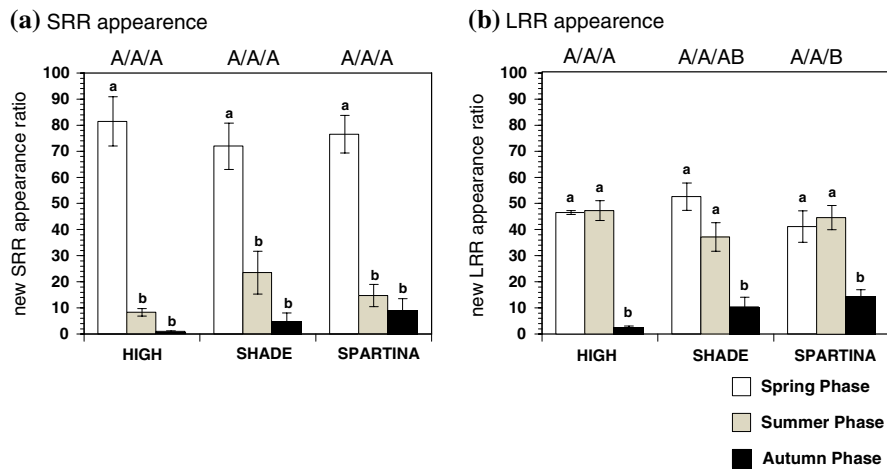 (a) SRR appearence
A/A/A A/A/A A/A/A
new SRR appearance ratio
100
90
80
70
60
50
40
30
20
10
0
a b b
a b b
a b b
HIGH SHADE SPARTINA
(b) LRR appearence
A/A/A A/A/AB A/A/B
new LRR appearance ratio
100
90
80
70
60
50
40
30
20
10
0
a a b
a a b
a a b
HIGH SHADE SPARTINA
Spring Phase
Summer Phase
Autumn Phase